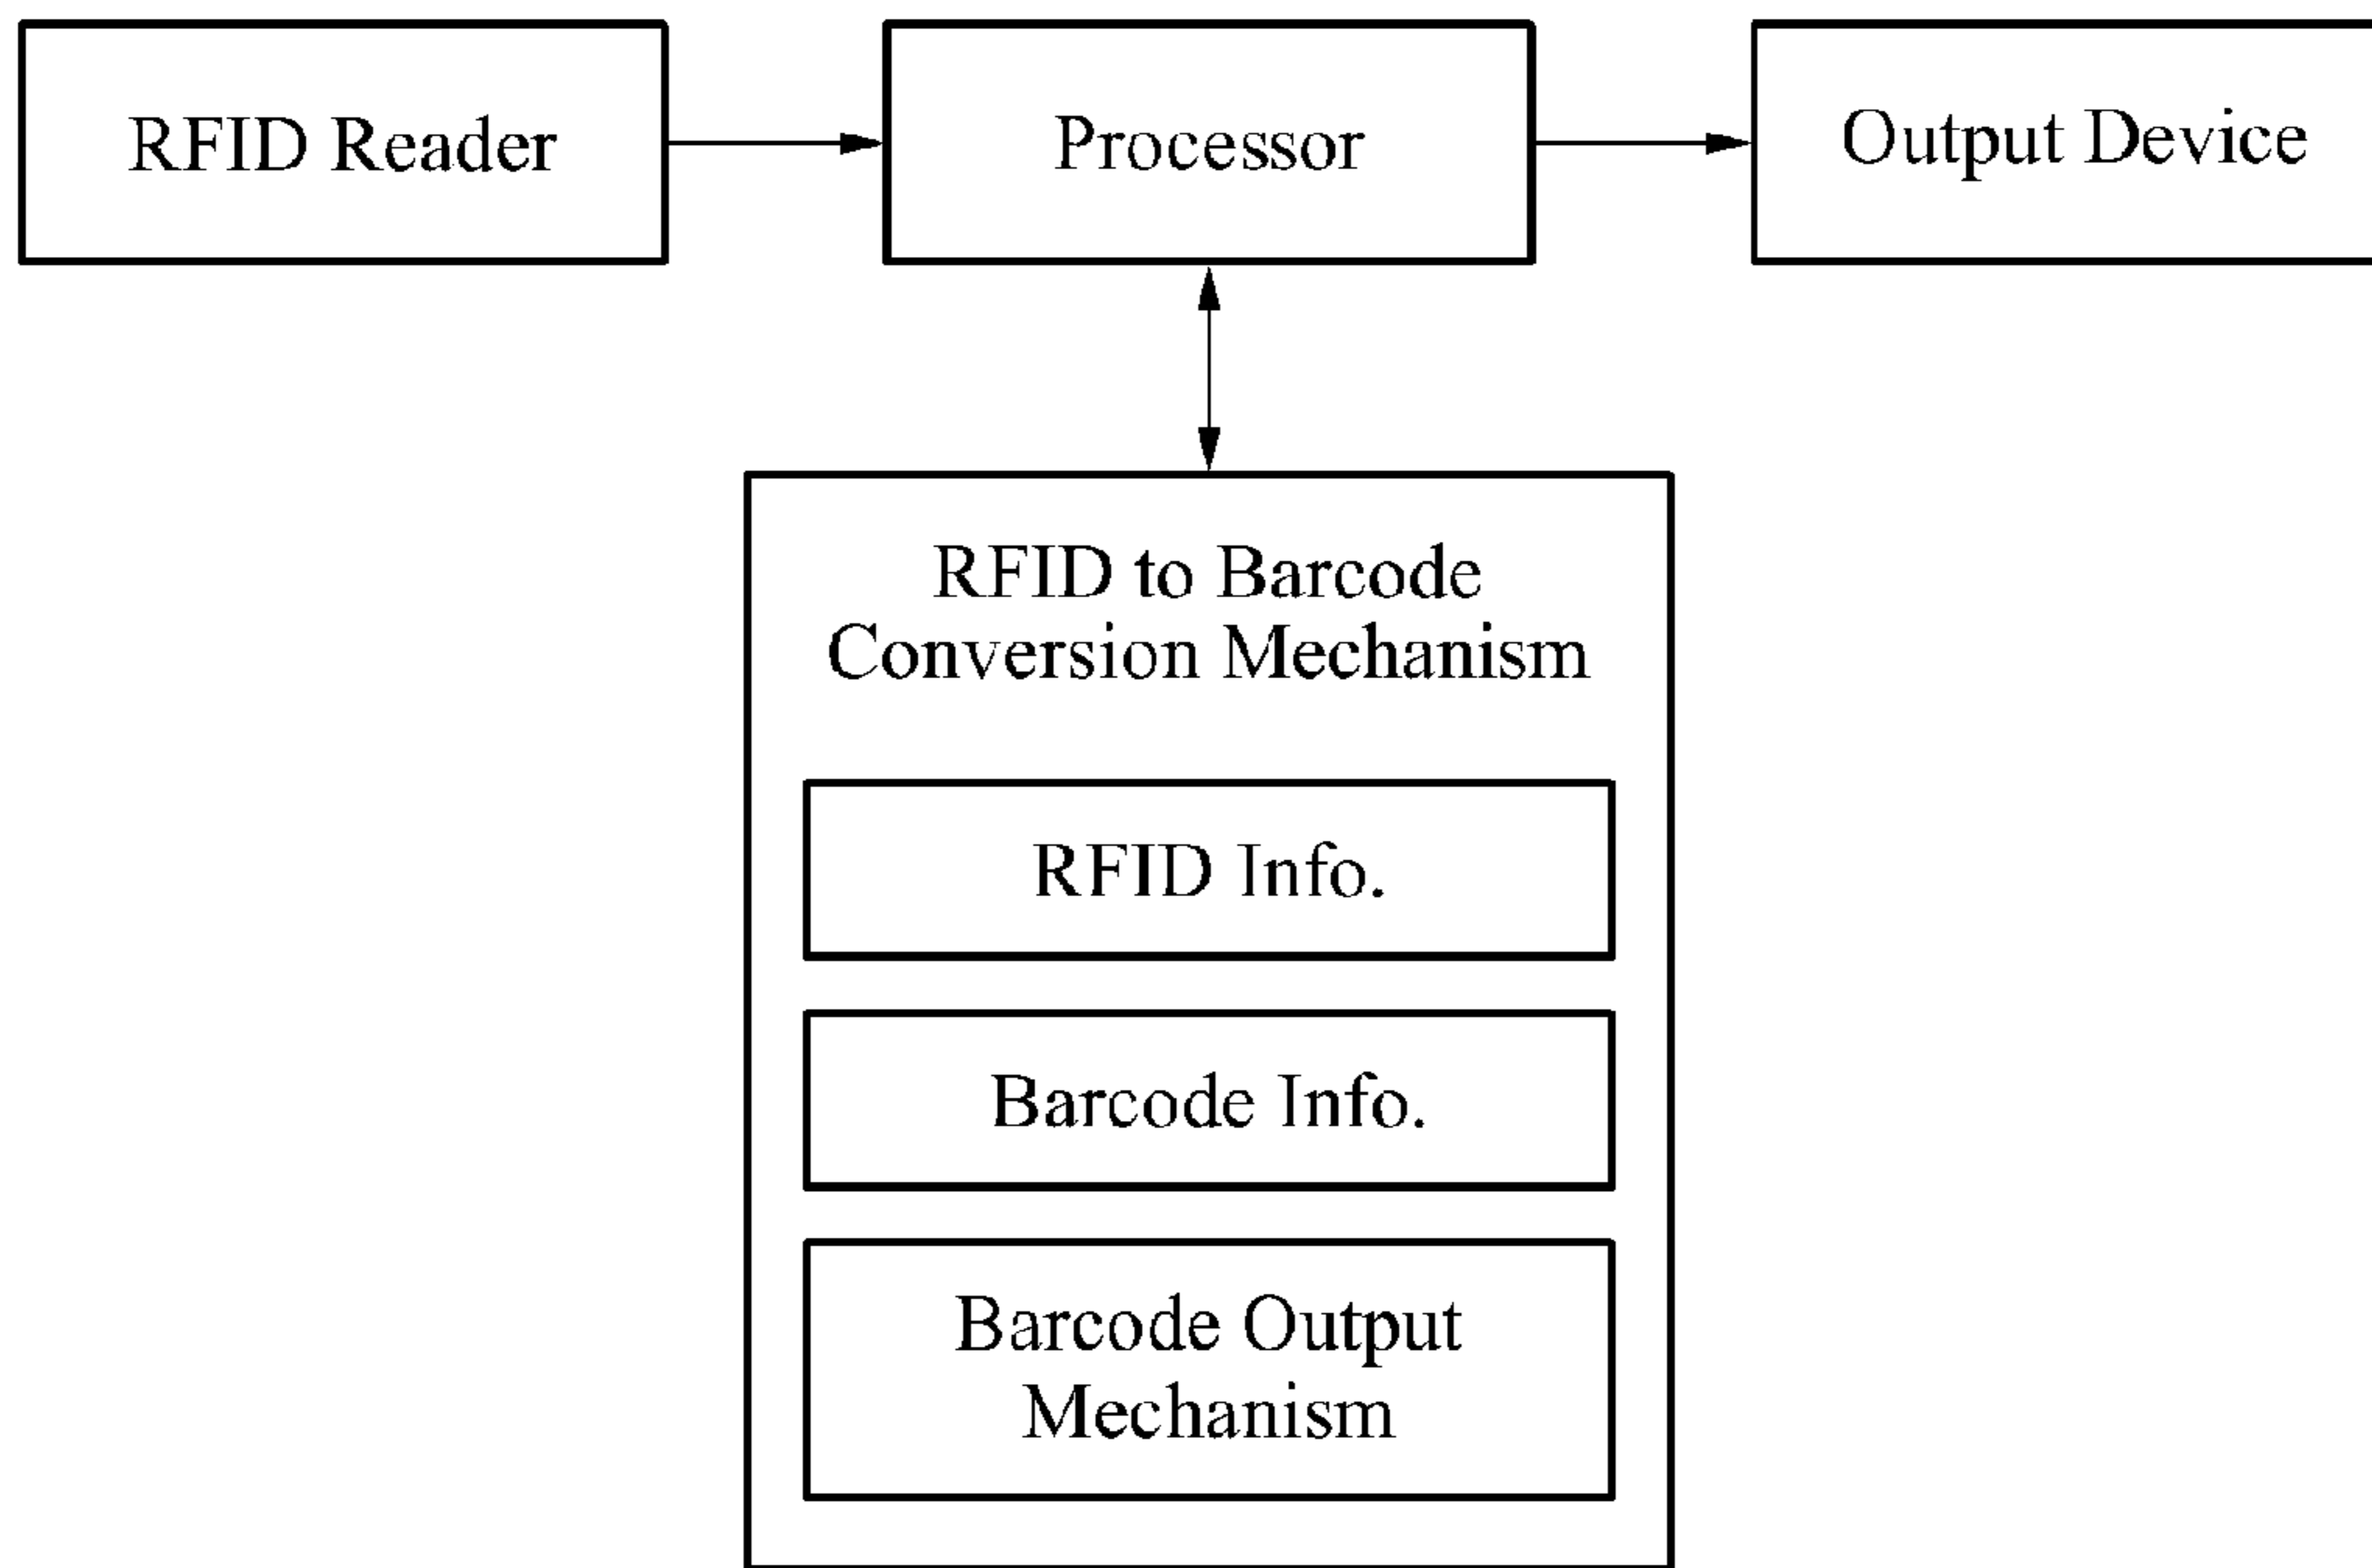 RFID Reader
Processor
Output Device
RFID to Barcode
Conversion Mechanism
RFID Info.
Barcode Info.
Barcode Output
Mechanism